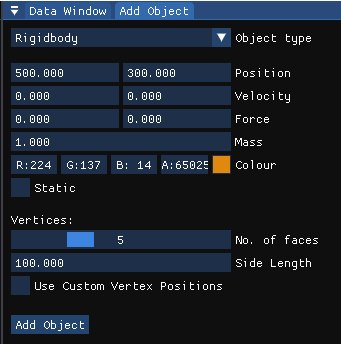 Data Window Add Object
Rigidbody Object type
500.000 300.000 Position
0.000 0.000 Velocity
0.000 0.000 Force
1.000 Mass
R:224 G:137 B: 14 A:65025 Colour
Static
Vertices:
5 No. of faces
100.000 Side Length
Use Custom Vertex Positions
Add Object